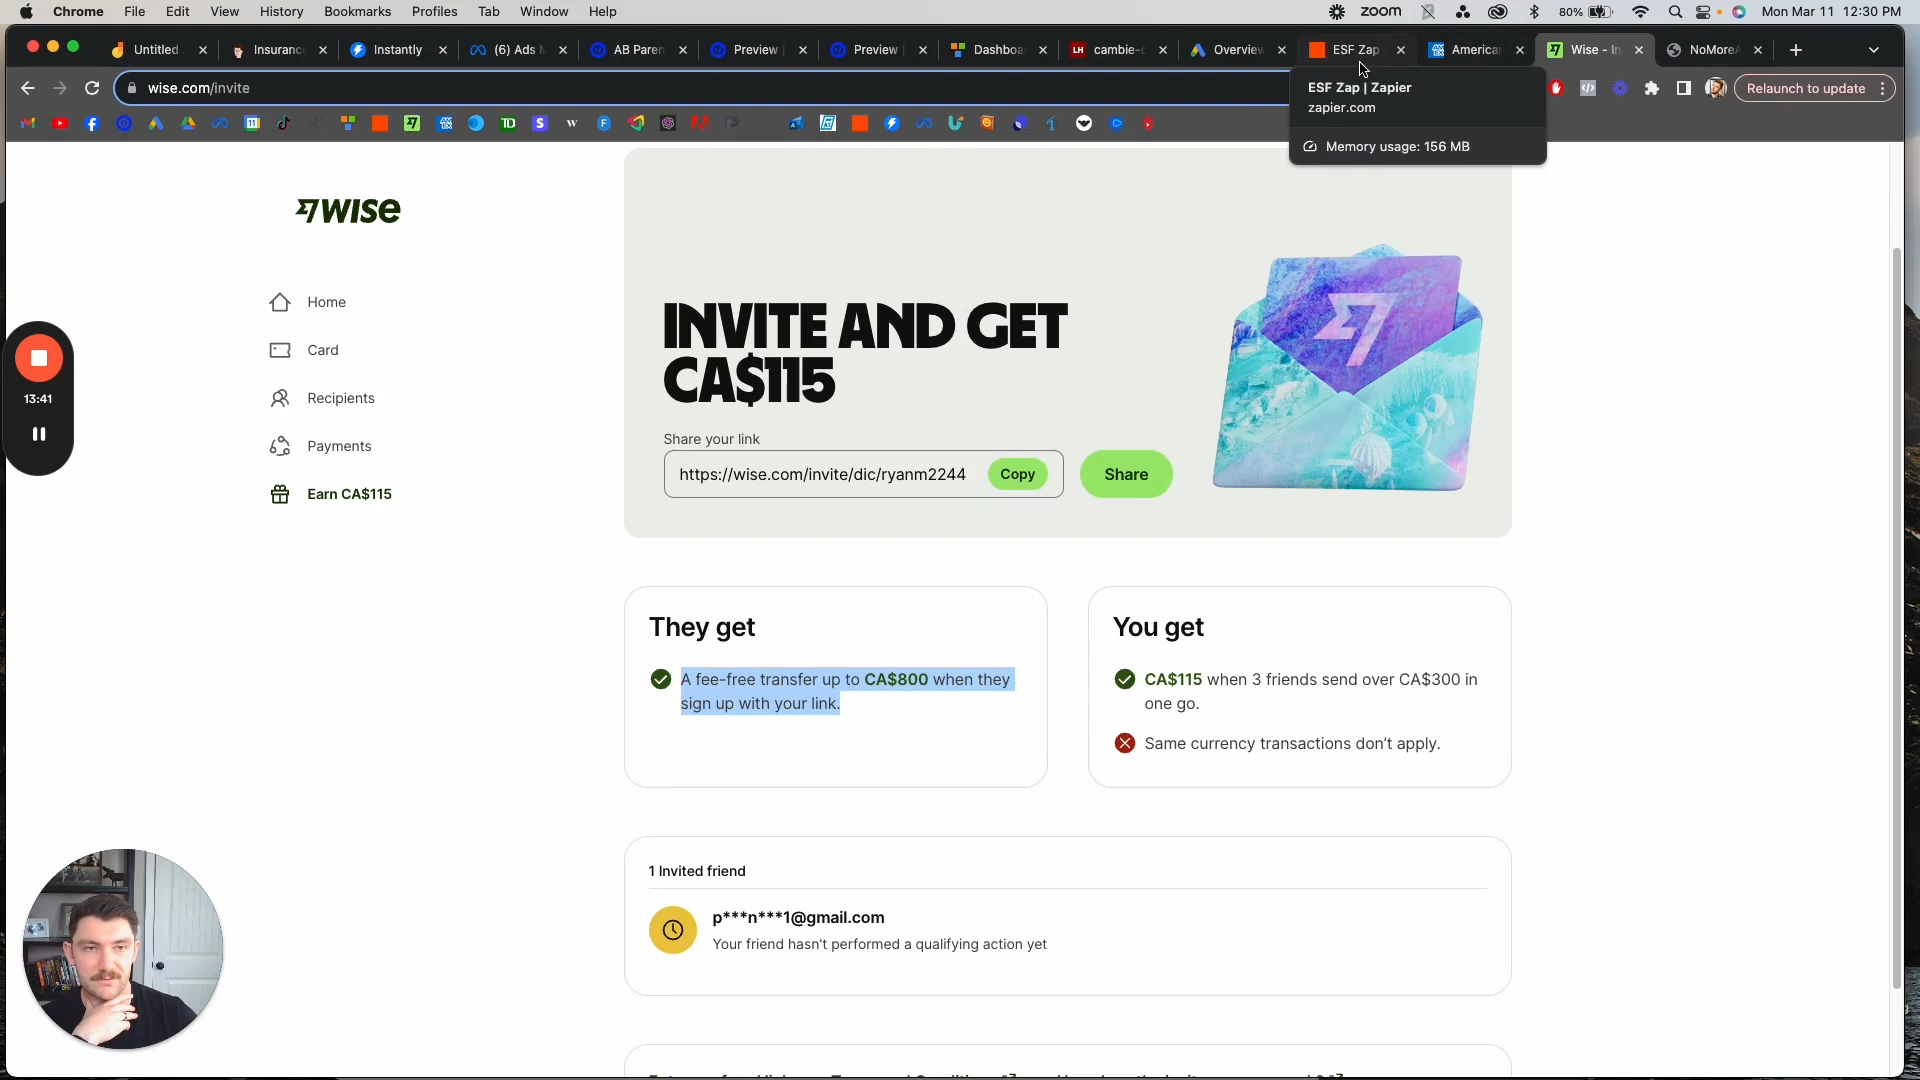 Chrome File Edit View History Bookmarks Profiles Tab Window Help zoom 80% Mon Mar 11 12:30 PM
Untitled Insurance Instantly (6) Ads M AB Paren Preview Preview Dashboa cambie- Overview ESF Zap America Wise - In NoMoreA
wise.com/invite
Relaunch to update
ESF Zap | Zapier
zapier.com
Memory usage: 156 MB
WISE
Home
Card
Recipients
Payments
Earn CA$115
13:41
INVITE AND GET
CA$115
Share your link
https://wise.com/invite/dic/ryanm2244 Copy Share
They get
A fee-free transfer up to CA$800 when they
sign up with your link.
You get
CA$115 when 3 friends send over CA$300 in
one go.
Same currency transactions don't apply.
1 Invited friend
p***n***1@gmail.com
Your friend hasn't performed a qualifying action yet